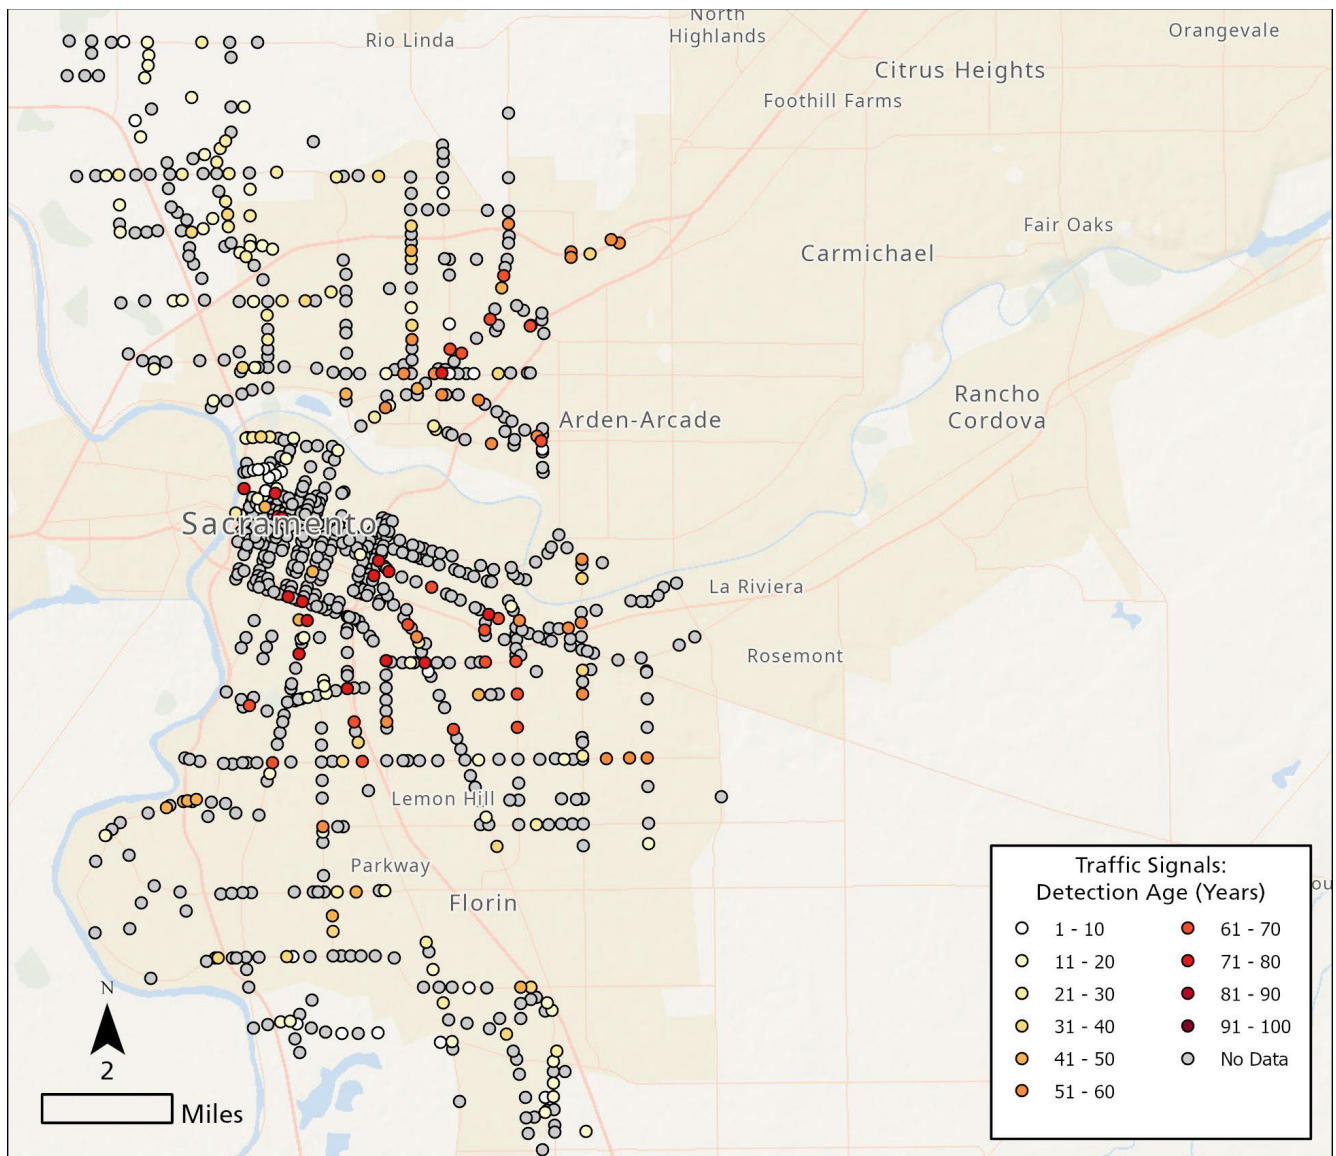 North
Highlands
Rio Linda
Orangevale
Citrus Heights
Foothill Farms
Fair Oaks
Carmichael
Rancho
Cordova
Arden-Arcade
Sacramento
La Riviera
Rosemont
Lemon Hill
Parkway
Florin
ou
N
2
Miles
Traffic Signals:
Detection Age (Years)
1 - 10
11 - 20
21 - 30
31 - 40
41 - 50
51 - 60
61 - 70
71 - 80
81 - 90
91 - 100
No Data